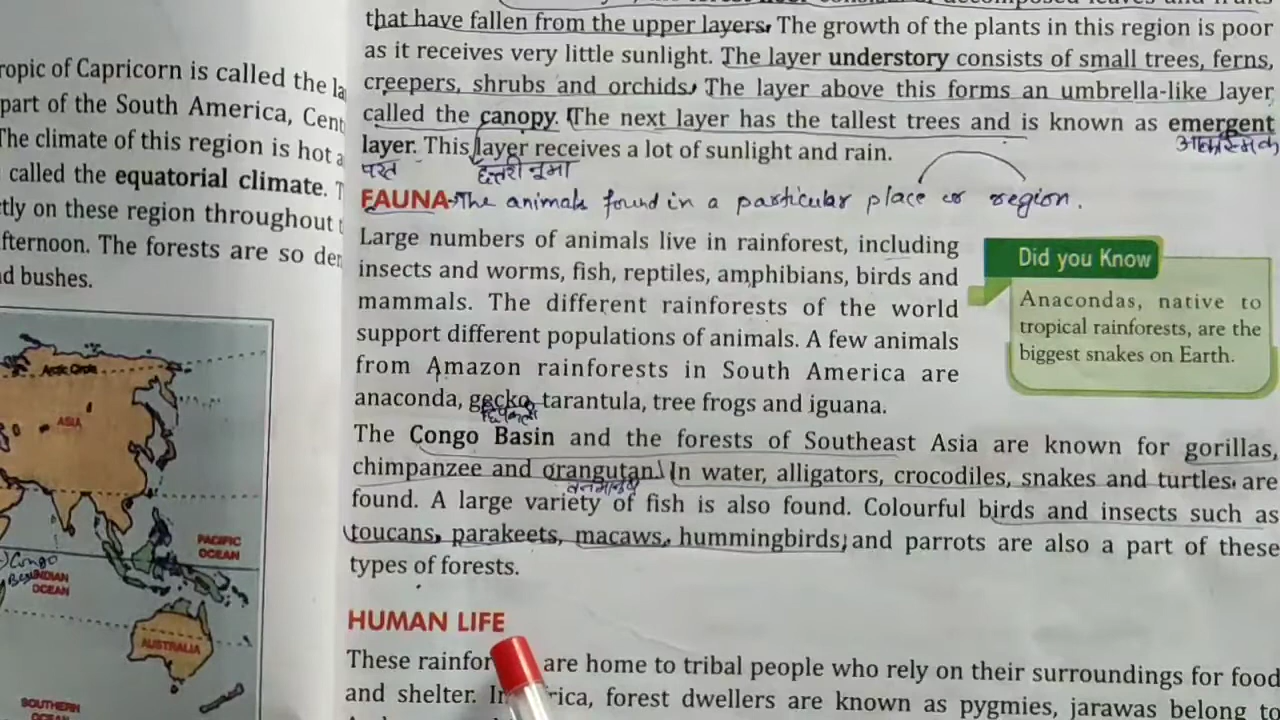 ropic of Capricorn is called the la
part of the South America, Cent
The climate of this region is hot a
called the equatorial climate. T
ctly on these region throughout t
fternoon. The forests are so den
nd bushes.
Arctic Circle
ASIA
PACIFIC
OCEAN
Congo
INDIAN
OCEAN
AUSTRALIA
SOUTHERN
that have fallen from the upper layers. The growth of the plants in this region is poor
as it receives very little sunlight. The layer understory consists of small trees, ferns,
creepers, shrubs and orchids. The layer above this forms an umbrella-like layer
called the canopy. The next layer has the tallest trees and is known as emergent
layer. This layer receives a lot of sunlight and rain.
परत छतरी नूमा
FAUNA The animals found in a particular place or region.
Large numbers of animals live in rainforest, including
insects and worms, fish, reptiles, amphibians, birds and
mammals. The different rainforests of the world
support different populations of animals. A few animals
from Amazon rainforests in South America are
anaconda, gecko, tarantula, tree frogs and iguana.
Did you Know
Anacondas, native to
tropical rainforests, are the
biggest snakes on Earth.
The Congo Basin and the forests of Southeast Asia are known for gorillas,
chimpanzee and orangutan. In water, alligators, crocodiles, snakes and turtles, are
found. A large variety of fish is also found. Colourful birds and insects such as
toucans, parakeets, macaws, hummingbirds, and parrots are also a part of these
types of forests.
HUMAN LIFE
These are home to tribal people who rely on their surroundings for food
and shelter. forest dwellers are known as pygmies, jarawas belong to